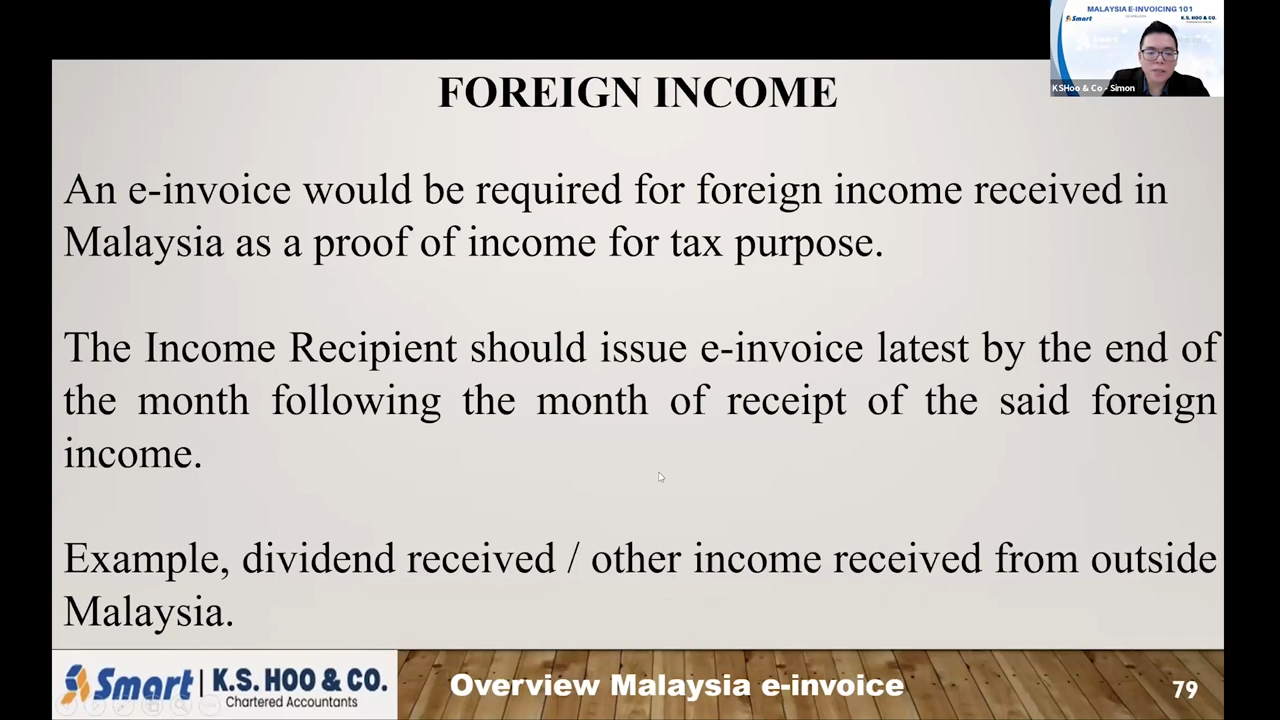 MALAYSIA E-INVOICING 101
Smart
K.S. HOO & CO.
KSHoo & Co - Simon
FOREIGN INCOME
An e-invoice would be required for foreign income received in
Malaysia as a proof of income for tax purpose.
The Income Recipient should issue e-invoice latest by the end of
the month following the month of receipt of the said foreign
income.
Example, dividend received / other income received from outside
Malaysia.
Smart | K.S. HOO & CO.
Chartered Accountants
Overview Malaysia e-invoice
79